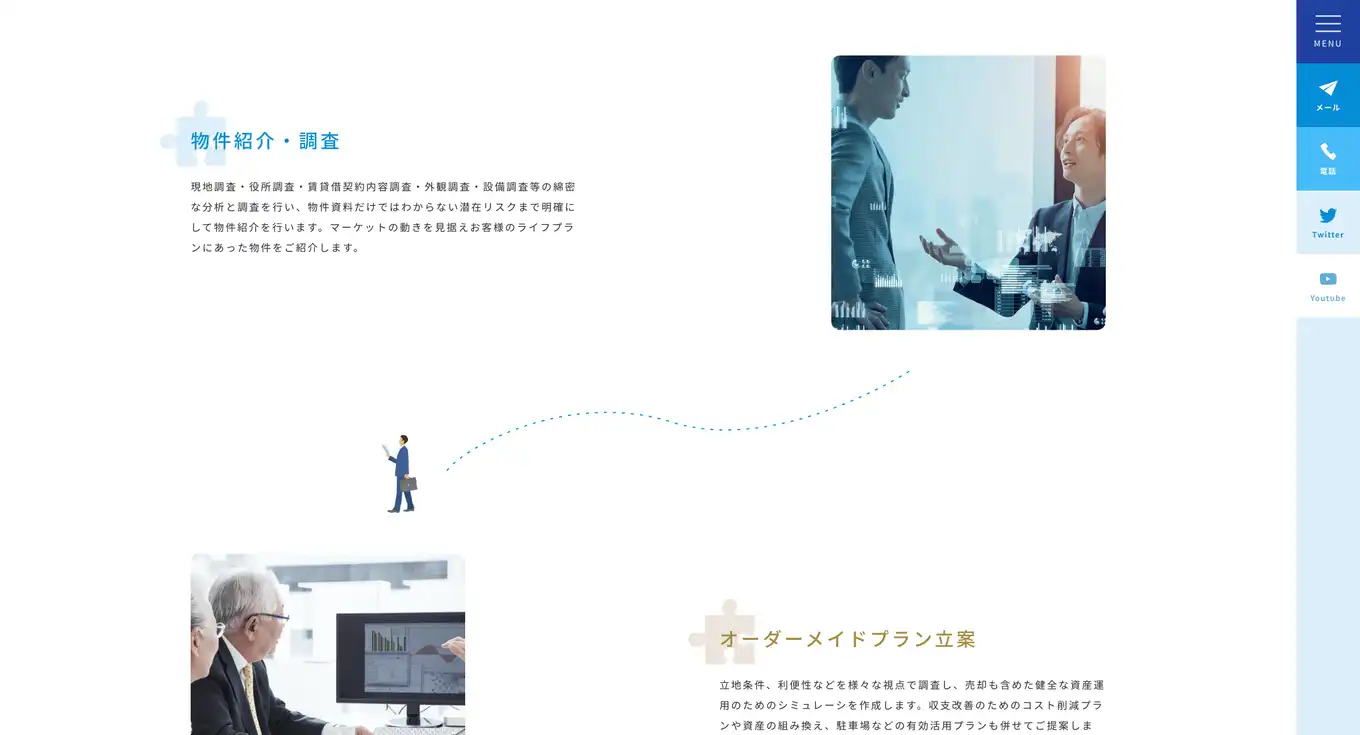 MENU
メール
電話
Twitter
Youtube
物件紹介・調査
現地調査・役所調査・賃貸借契約内容調査・外観調査・設備調査等の綿密
な分析と調査を行い、物件資料だけではわからない潜在リスクまで明確に
して物件紹介を行います。マーケットの動きを見据えお客様のライフプラ
ンにあった物件をご紹介します。
オーダーメイドプラン立案
立地条件、利便性などを様々な視点で調査し、売却も含めた健全な資産運
用のためのシミュレーシを作成します。収支改善のためのコスト削減プラ
ンや資産の組み換え、駐車場などの有効活用プランも併せてご提案しま